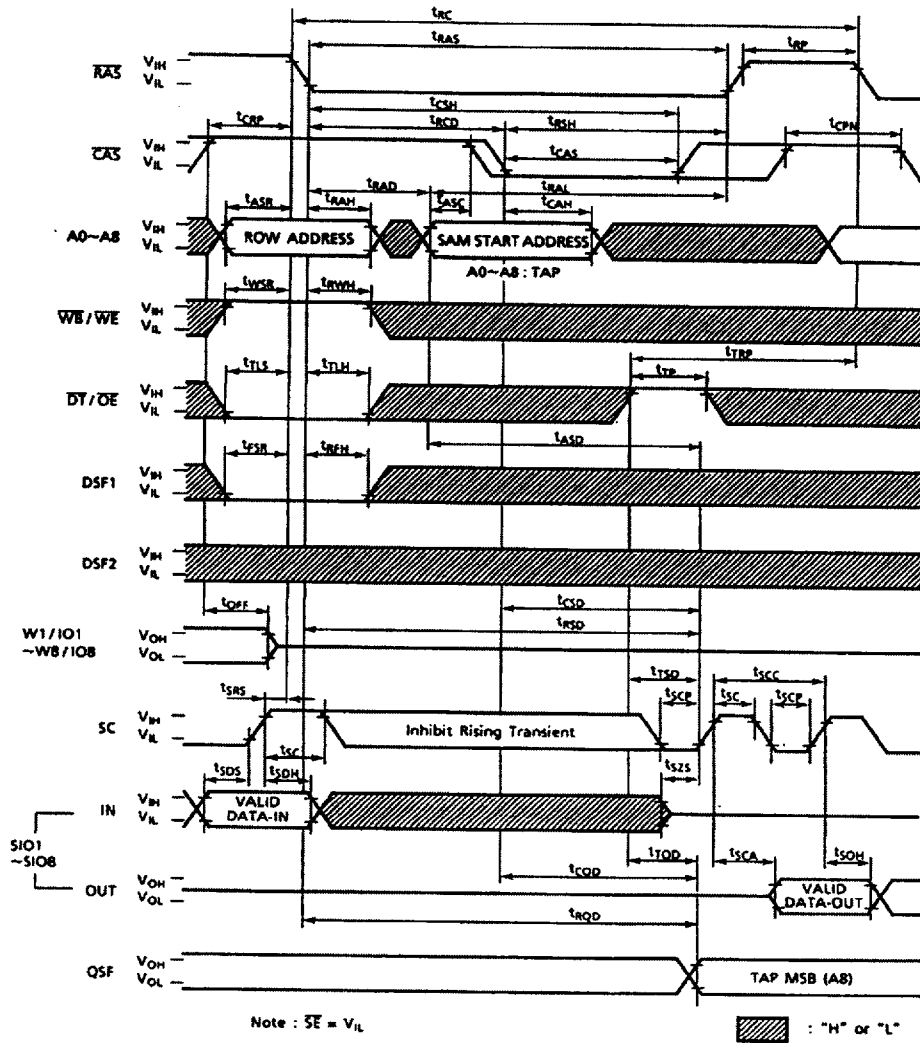 tRC
tRAS
tRP
RAS
VIH
VIL
tCSH
tCRP
tRCD
tRSH
tCPN
CAS
VIH
VIL
tCAS
tRAD
tRAL
tASR
tRAH
tASC
tCAH
A0~A8
VIH
VIL
ROW ADDRESS
SAM START ADDRESS
A0~A8 : TAP
tWSR
tRWH
WB / WE
VIH
VIL
tTRP
tTLS
tTLH
tTP
DT / OE
VIH
VIL
tASD
tFSR
tRFH
DSF1
VIH
VIL
DSF2
VIH
VIL
tOFF
tCSD
W1 / IO1
~W8 / IO8
VOH
VOL
tRSD
tTSD
tSCC
tSRS
tSCP
tSC
tSCP
SC
VIH
VIL
Inhibit Rising Transient
tSC
tSDS
tSDH
tSZS
IN
VIH
VIL
VALID
DATA-IN
SIO1
~SIO8
tTOD
tSCA
tSOH
tCQD
OUT
VOH
VOL
VALID
DATA-OUT
tRQD
QSF
VOH
VOL
TAP MSB (A8)
Note : SE = VIL
: "H" or "L"